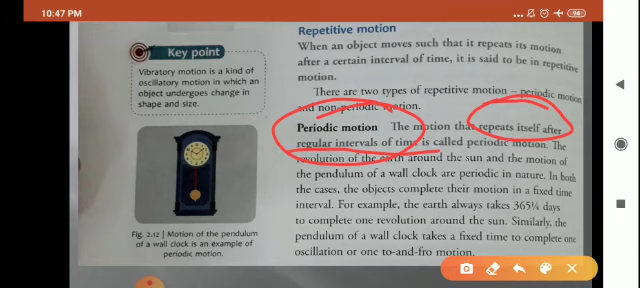 10:47 PM
94
Repetitive motion
When an object moves such that it repeats its motion
after a certain interval of time, it is said to be in repetitive
motion.
There are two types of repetitive motion – periodic motion
and non-periodic motion.
Periodic motion The motion that repeats itself after
regular intervals of time is called periodic motion. The
revolution of the earth around the sun and the motion of
the pendulum of a wall clock are periodic in nature. In both
the cases, the objects complete their motion in a fixed time
interval. For example, the earth always takes 365¼ days
to complete one revolution around the sun. Similarly, the
pendulum of a wall clock takes a fixed time to complete one
oscillation or one to-and-fro motion.
Key point
Vibratory motion is a kind of
oscillatory motion in which an
object undergoes change in
shape and size.
Fig. 2.12 | Motion of the pendulum
of a wall clock is an example of
periodic motion.